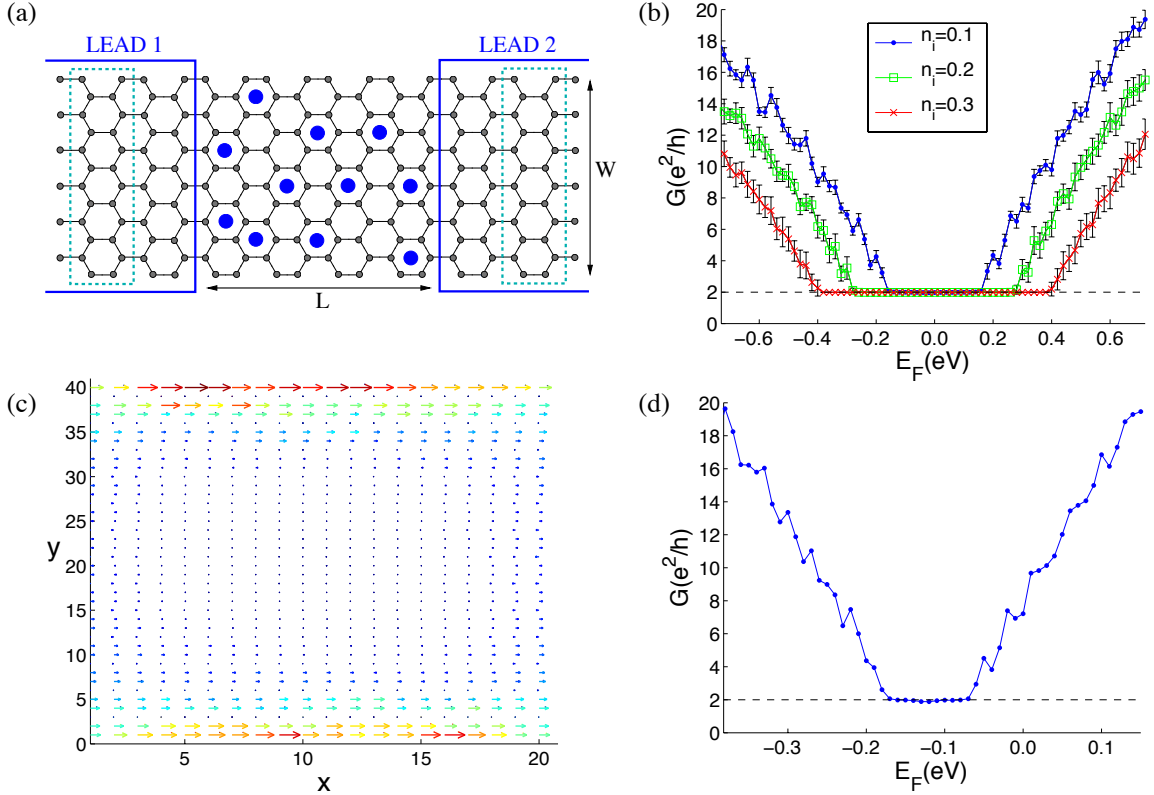 (a)
LEAD 1
LEAD 2
W
L
(b)
20
18
16
14
12
10
8
6
4
2
0
G(e²/h)
n_i=0.1
n_i=0.2
n_i=0.3
−0.6
−0.4
−0.2
0.0
0.2
0.4
0.6
E_F(eV)
(c)
40
35
30
25
20
15
10
5
0
y
5
10
15
20
x
(d)
20
18
16
14
12
10
8
6
4
2
0
G(e²/h)
−0.3
−0.2
−0.1
0.0
0.1
E_F(eV)